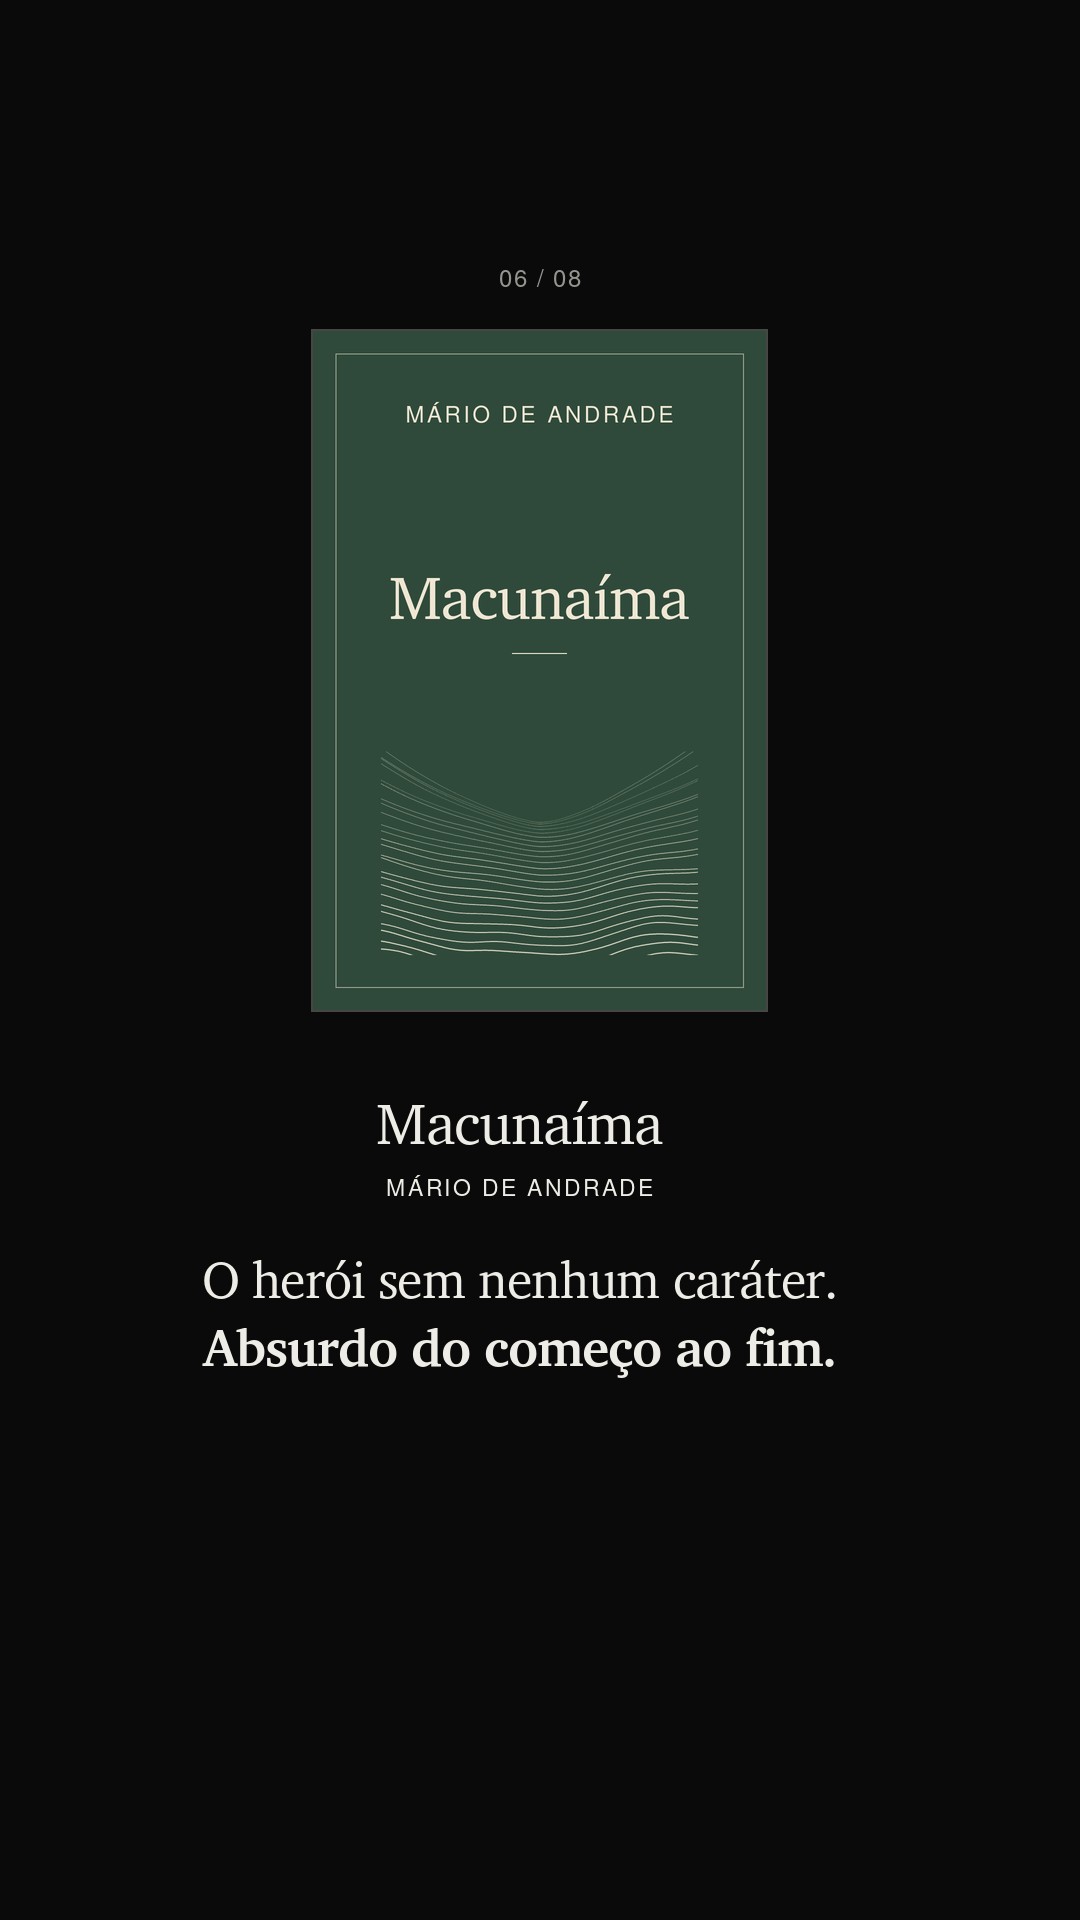 06 / 08
MÁRIO DE ANDRADE
Macunaíma
Macunaíma
MÁRIO DE ANDRADE
O herói sem nenhum caráter.
Absurdo do começo ao fim.